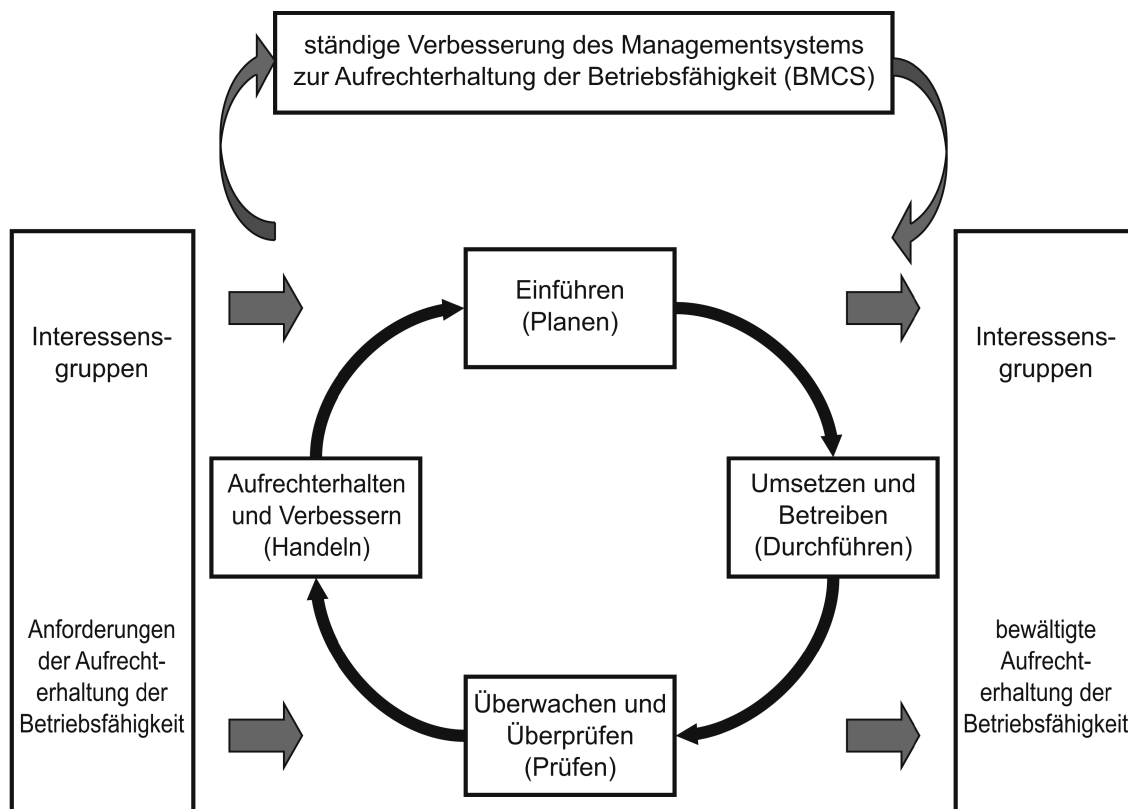 ständige Verbesserung des Managementsystems
zur Aufrechterhaltung der Betriebsfähigkeit (BMCS)
Interessens-
gruppen
Anforderungen
der Aufrecht-
erhaltung der
Betriebsfähigkeit
Einführen
(Planen)
Aufrechterhalten
und Verbessern
(Handeln)
Umsetzen und
Betreiben
(Durchführen)
Überwachen und
Überprüfen
(Prüfen)
Interessens-
gruppen
bewältigte
Aufrecht-
erhaltung der
Betriebsfähigkeit